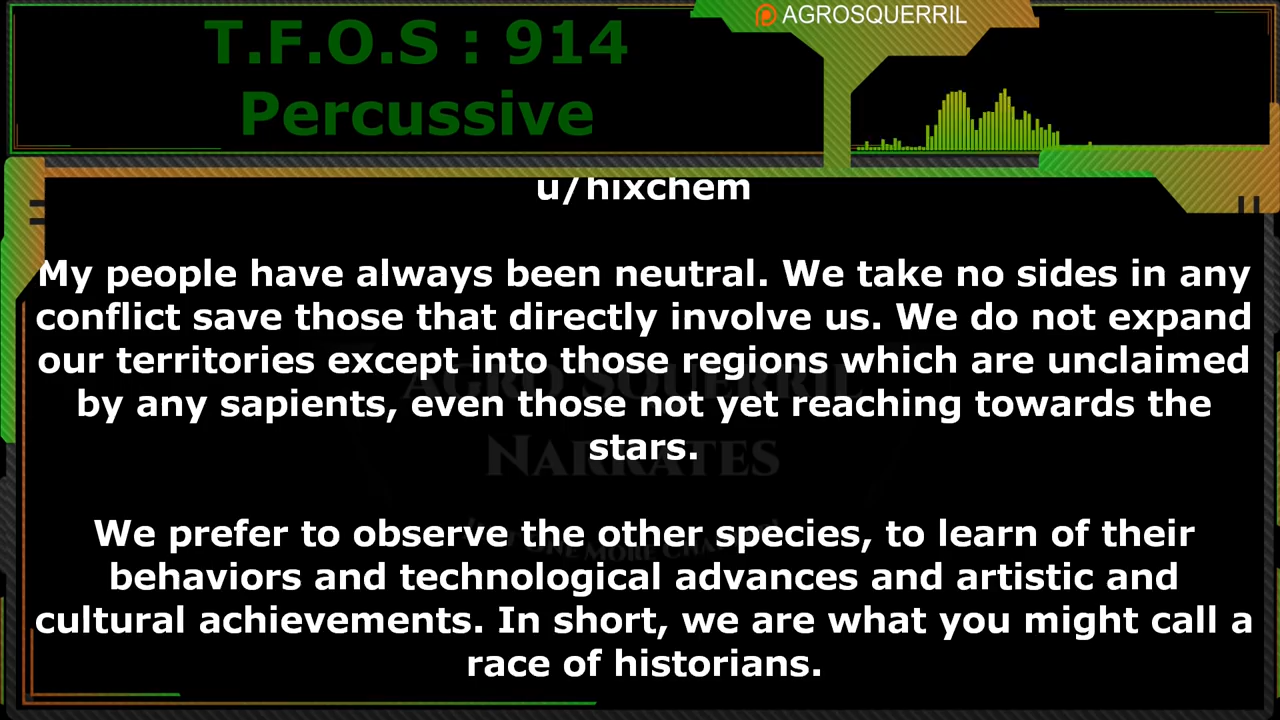 AGROSQUERRIL
T.F.O.S : 914
Percussive
u/hixchem
My people have always been neutral. We take no sides in any
conflict save those that directly involve us. We do not expand
our territories except into those regions which are unclaimed
by any sapients, even those not yet reaching towards the
stars.
We prefer to observe the other species, to learn of their
behaviors and technological advances and artistic and
cultural achievements. In short, we are what you might call a
race of historians.
AGRO SQUERRIL
NARRATES